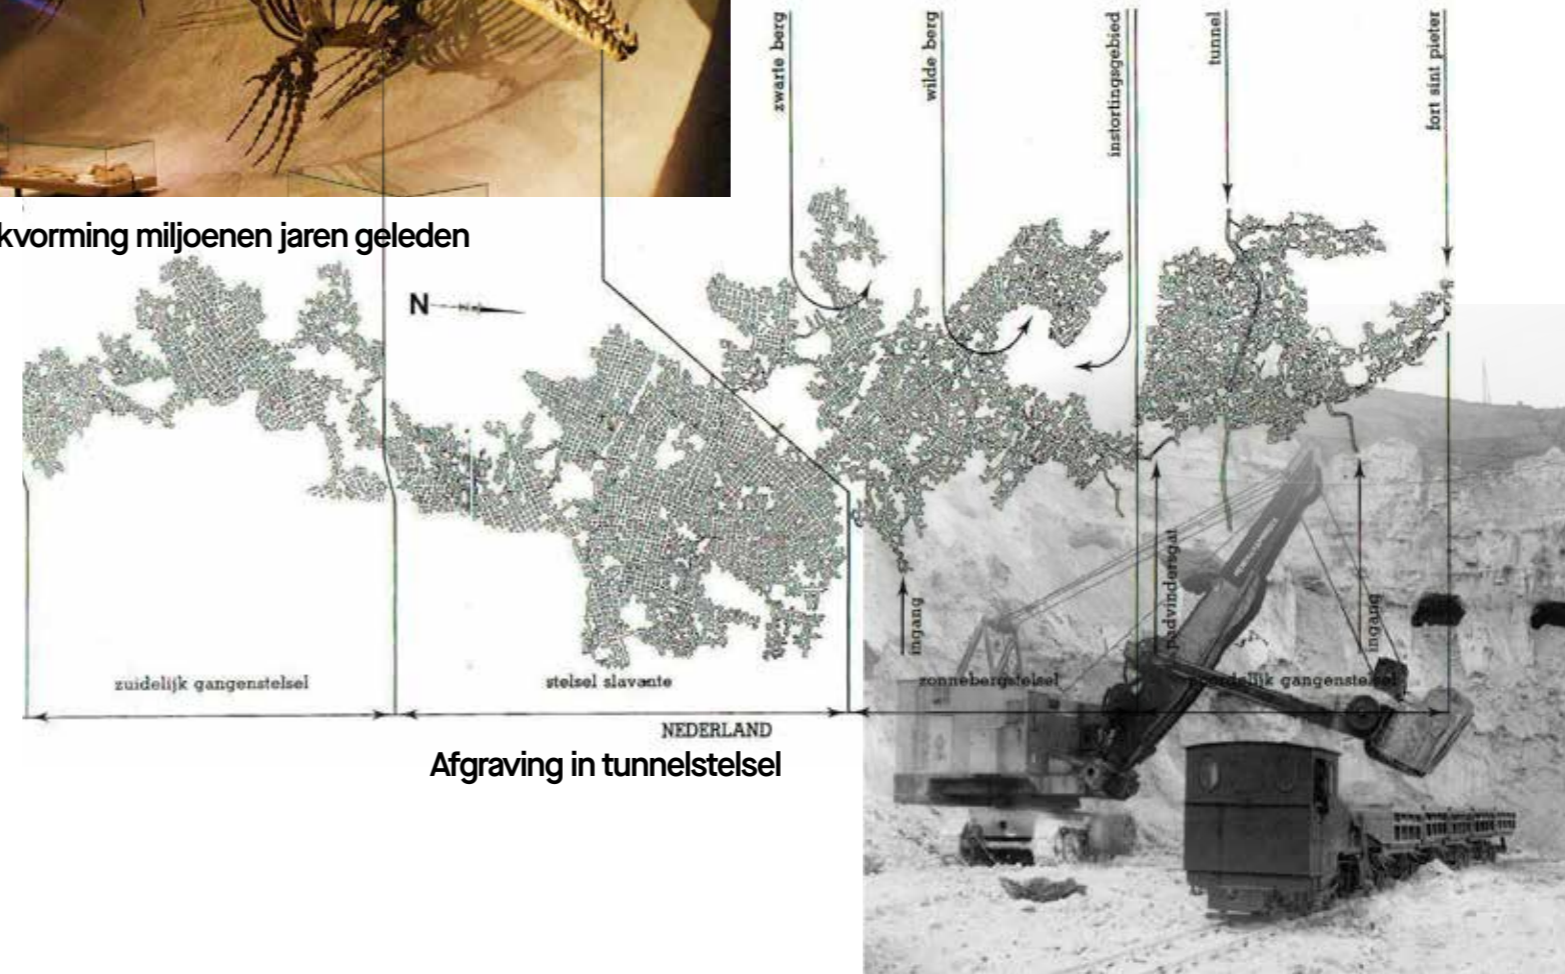 zwarte berg
wilde berg
instortingsgebied
tunnel
fort sint pieter
kvorming miljoenen jaren geleden
N
ingang
padvindersgat
ingang
zuidelijk gangenstelsel
stelsel slavante
zonnebergstelsel
noordelijk gangenstelsel
NEDERLAND
Afgraving in tunnelstelsel